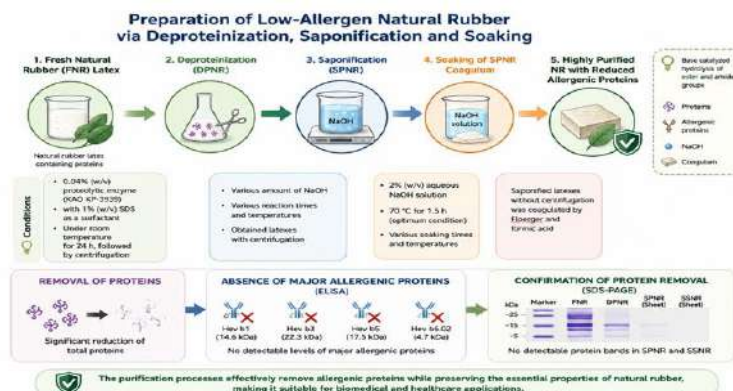 Preparation of Low-Allergen Natural Rubber
via Deproteinization, Saponification and Soaking
1. Fresh Natural
Rubber (FNR) Latex
2. Deproteinization
(DPNR)
3. Saponification
(SPNR)
4. Soaking of SPNR
Coagulum
5. Highly Purified
NR with Reduced
Allergenic Proteins
NaOH
NaOH
solution
Natural rubber latex
containing proteins
Base catalyzed
hydrolysis of
ester and amide
groups
Proteins
Allergenic
proteins
NaOH
Coagulum
Conditions
• 0.04% (w/v)
proteolytic enzyme
(KAO KP-3939)
• with 1% (w/v) SDS
as a surfactant
• Under room
temperature
for 24 h, followed
by centrifugation
• Various amount of NaOH
• Various reaction times
and temperatures
• Obtained latexes
with centrifugation
• 2% (w/v) aqueous
NaOH solution
• 70 °C for 1.5 h
(optimum condition)
• Various soaking times
and temperatures
Saponified latexes
without centrifugation
was coagulated by
and
formic acid
REMOVAL OF PROTEINS
Significant reduction of
total proteins
ABSENCE OF MAJOR ALLERGENIC PROTEINS
(ELISA)
Hev b1
(14.6 kDa)
Hev b3
(22.3 kDa)
Hev b5
(17.5 kDa)
Hev b6.02
(4.7 kDa)
No detectable levels of major allergenic proteins
CONFIRMATION OF PROTEIN REMOVAL
(SDS-PAGE)
kDa
Marker
FNR
DPNR
SPNR
(Sheet)
SSNR
(Sheet)
-25
-15
-5
No detectable protein bands in SPNR and SSNR
The purification processes effectively remove allergenic proteins while preserving the essential properties of natural rubber,
making it suitable for biomedical and healthcare applications.